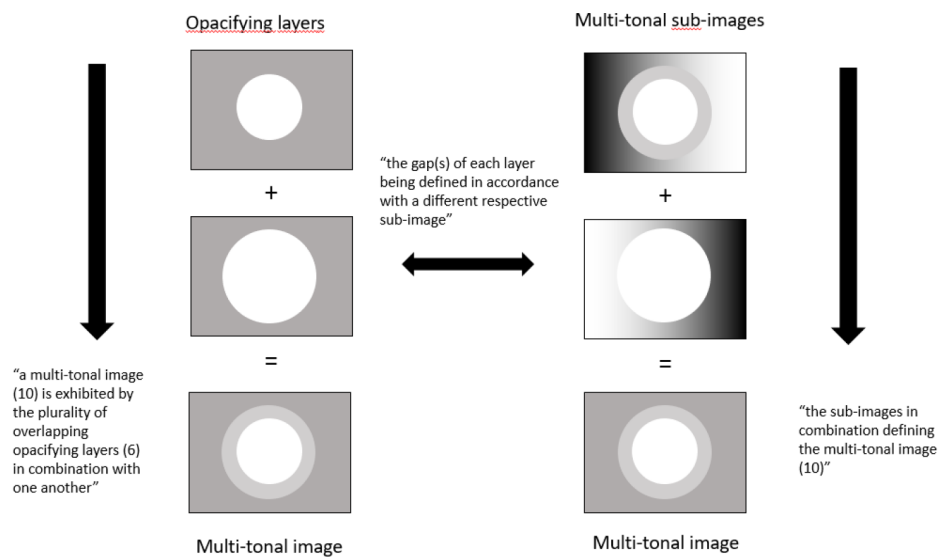 Opacifying layers
Multi-tonal sub-images
+
+
“the gap(s) of each layer
being defined in accordance
with a different respective
sub-image”
=
=
“a multi-tonal image
(10) is exhibited by
the plurality of
overlapping
opacifying layers (6)
in combination with
one another”
“the sub-images in
combination defining
the multi-tonal image
(10)”
Multi-tonal image
Multi-tonal image